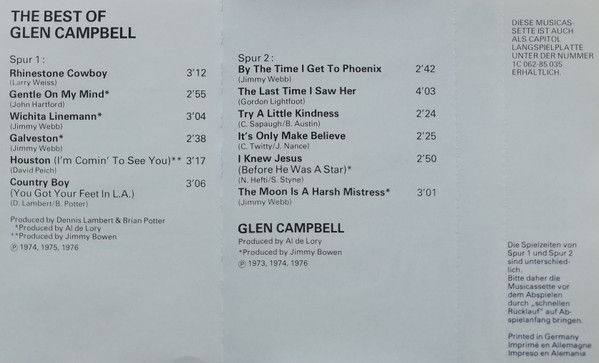 THE BEST OF
GLEN CAMPBELL
Spur 1:
Rhinestone Cowboy 3'12
(Larry Weiss)
Gentle On My Mind* 2'55
(John Hartford)
Wichita Linemann* 3'04
(Jimmy Webb)
Galveston* 2'38
(Jimmy Webb)
Houston (I'm Comin' To See You)** 3'17
(David Peich)
Country Boy 3'06
(You Got Your Feet In L.A.)
(D. Lambert/B. Potter)
Produced by Dennis Lambert & Brian Potter
*Produced by Al de Lory
**Produced by Jimmy Bowen
℗ 1974, 1975, 1976
Spur 2:
By The Time I Get To Phoenix 2'42
(Jimmy Webb)
The Last Time I Saw Her 4'03
(Gordon Lightfoot)
Try A Little Kindness 2'24
(C. Sapaugh/B. Austin)
It's Only Make Believe 2'25
(C. Twitty/J. Nance)
I Knew Jesus 2'50
(Before He Was A Star)*
(N. Hefti/S. Styne)
The Moon Is A Harsh Mistress* 3'01
(Jimmy Webb)
GLEN CAMPBELL
Produced by Al de Lory
*Produced by Jimmy Bowen
℗ 1973, 1974, 1976
DIESE MUSICAS-
SETTE IST AUCH
ALS CAPITOL
LANGSPIELPLATTE
UNTER DER NUMMER
1C 062-85 035
ERHÄLTLICH.
Die Spielzeiten von
Spur 1 und Spur 2
sind unterschied-
lich.
Bitte daher die
Musicassette vor
dem Abspielen
durch „schnellen
Rücklauf" auf Ab-
spielanfang bringen.
Printed in Germany
Imprimé en Allemagne
Impreso en Alemania